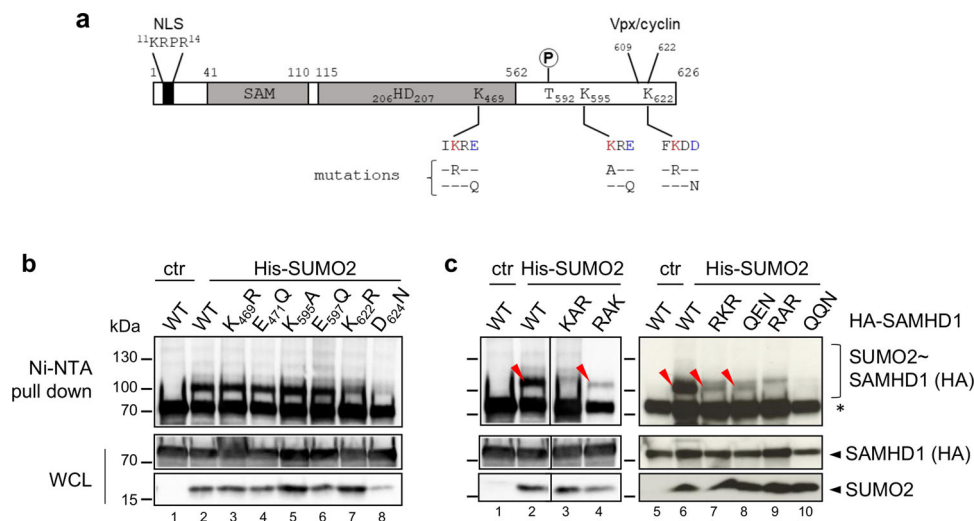 a
NLS
¹¹KRPR¹⁴
Vpx/cyclin
609 622
1 41 110 115 562 P 626
SAM ₂₀₆HD₂₀₇ K₄₆₉ T₅₉₂ K₅₉₅ K₆₂₂
IKRE KRE FKDD
mutations
--R-- A-- --R--
---Q --Q ---N
b
ctr His-SUMO2
WT WT K₄₆₉R E₄₇₁Q K₅₉₅A E₅₉₇Q K₆₂₂R D₆₂₄N
kDa
Ni-NTA
pull down
130
100
70
WCL
70
15
1 2 3 4 5 6 7 8
c
ctr His-SUMO2 ctr His-SUMO2
WT WT KAR RAK WT WT RKR QEN RAR QQN
HA-SAMHD1
SUMO2~
SAMHD1 (HA)
*
SAMHD1 (HA)
SUMO2
1 2 3 4 5 6 7 8 9 10